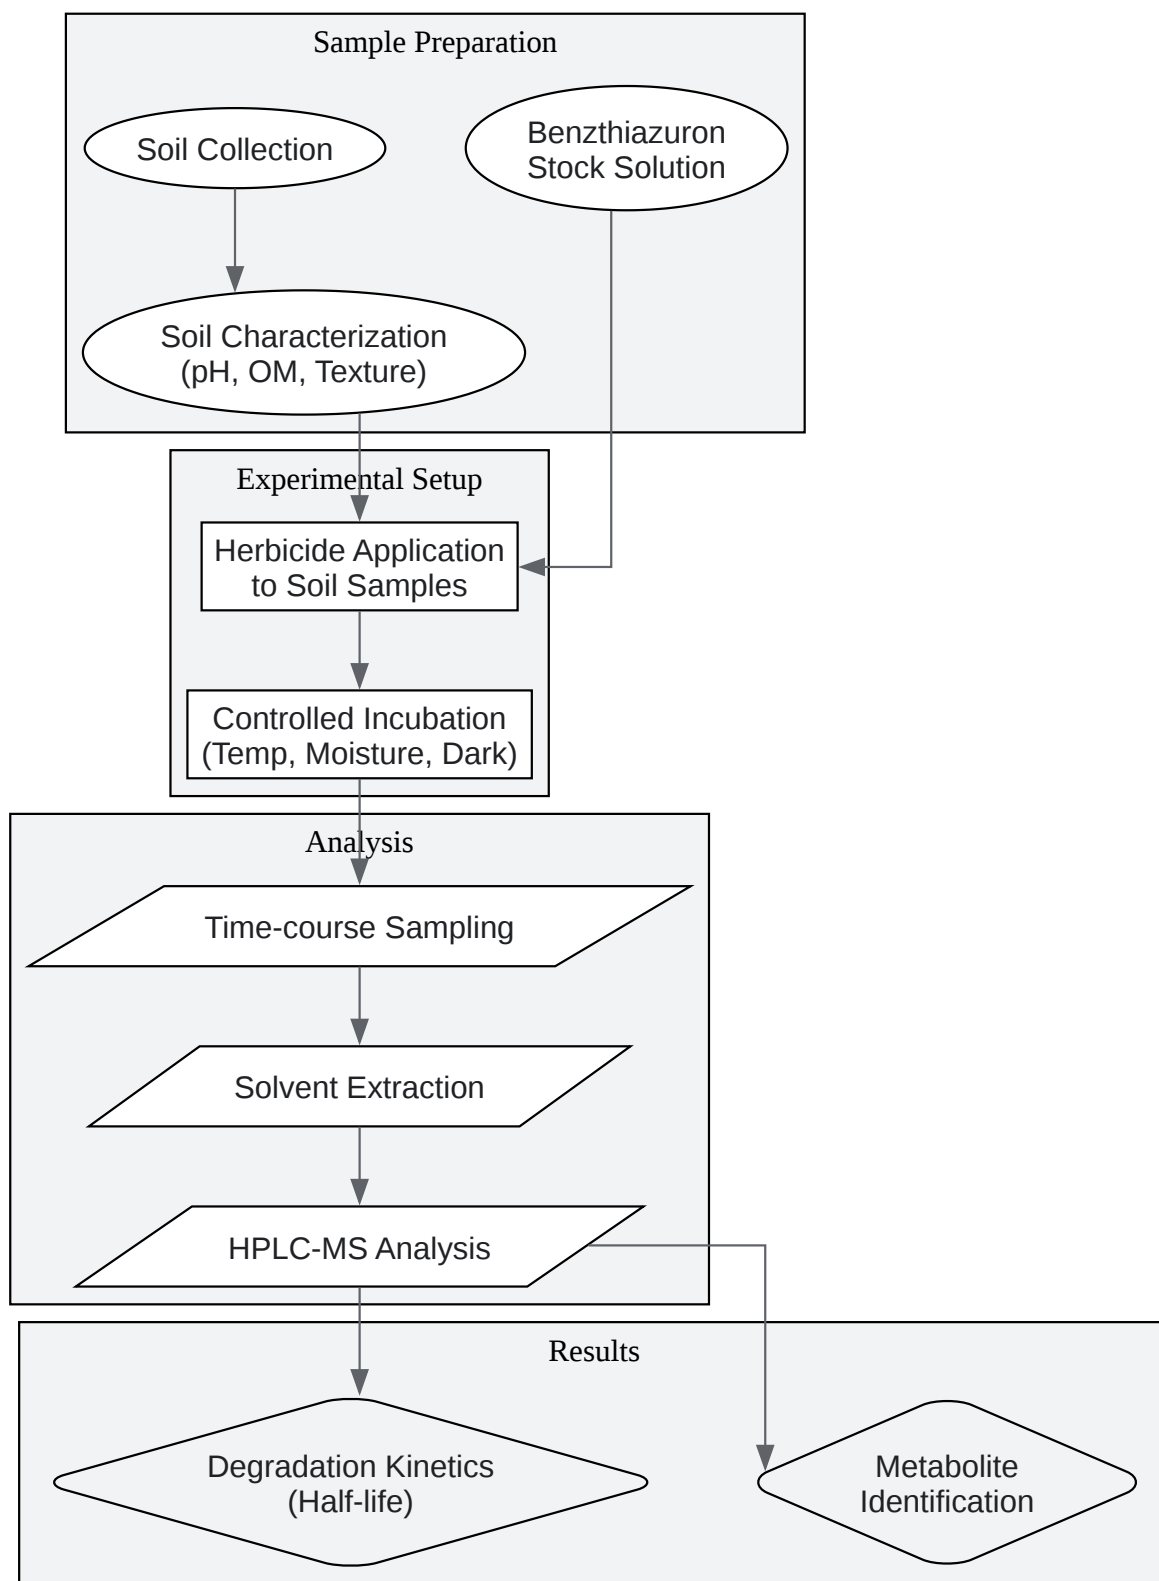 Sample Preparation
Soil Collection
Benzthiazuron
Stock Solution
Soil Characterization
(pH, OM, Texture)
Experimental Setup
Herbicide Application
to Soil Samples
Controlled Incubation
(Temp, Moisture, Dark)
Analysis
Time-course Sampling
Solvent Extraction
HPLC-MS Analysis
Results
Degradation Kinetics
(Half-life)
Metabolite
Identification